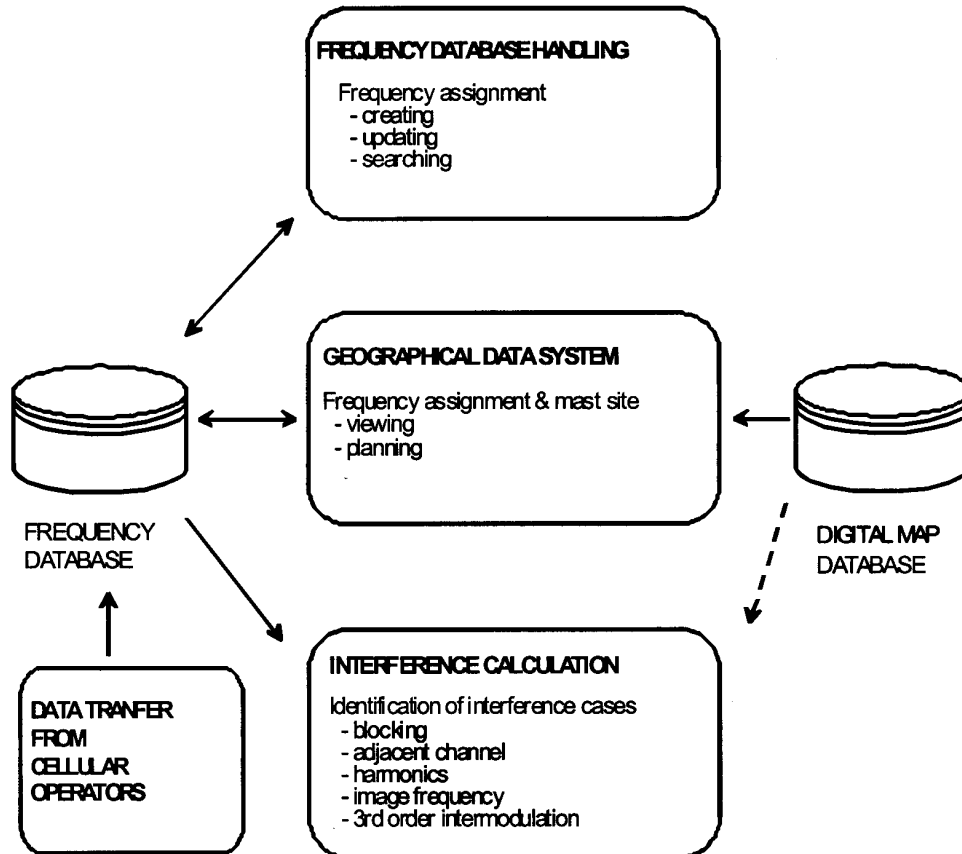 FREQUENCY DATABASE HANDLING
Frequency assignment
- creating
- updating
- searching
GEOGRAPHICAL DATA SYSTEM
Frequency assignment & mast site
- viewing
- planning
FREQUENCY
DATABASE
DIGITAL MAP
DATABASE
DATA TRANFER
FROM
CELLULAR
OPERATORS
INTERFERENCE CALCULATION
Identification of interference cases
- blocking
- adjacent channel
- harmonics
- image frequency
- 3rd order intermodulation